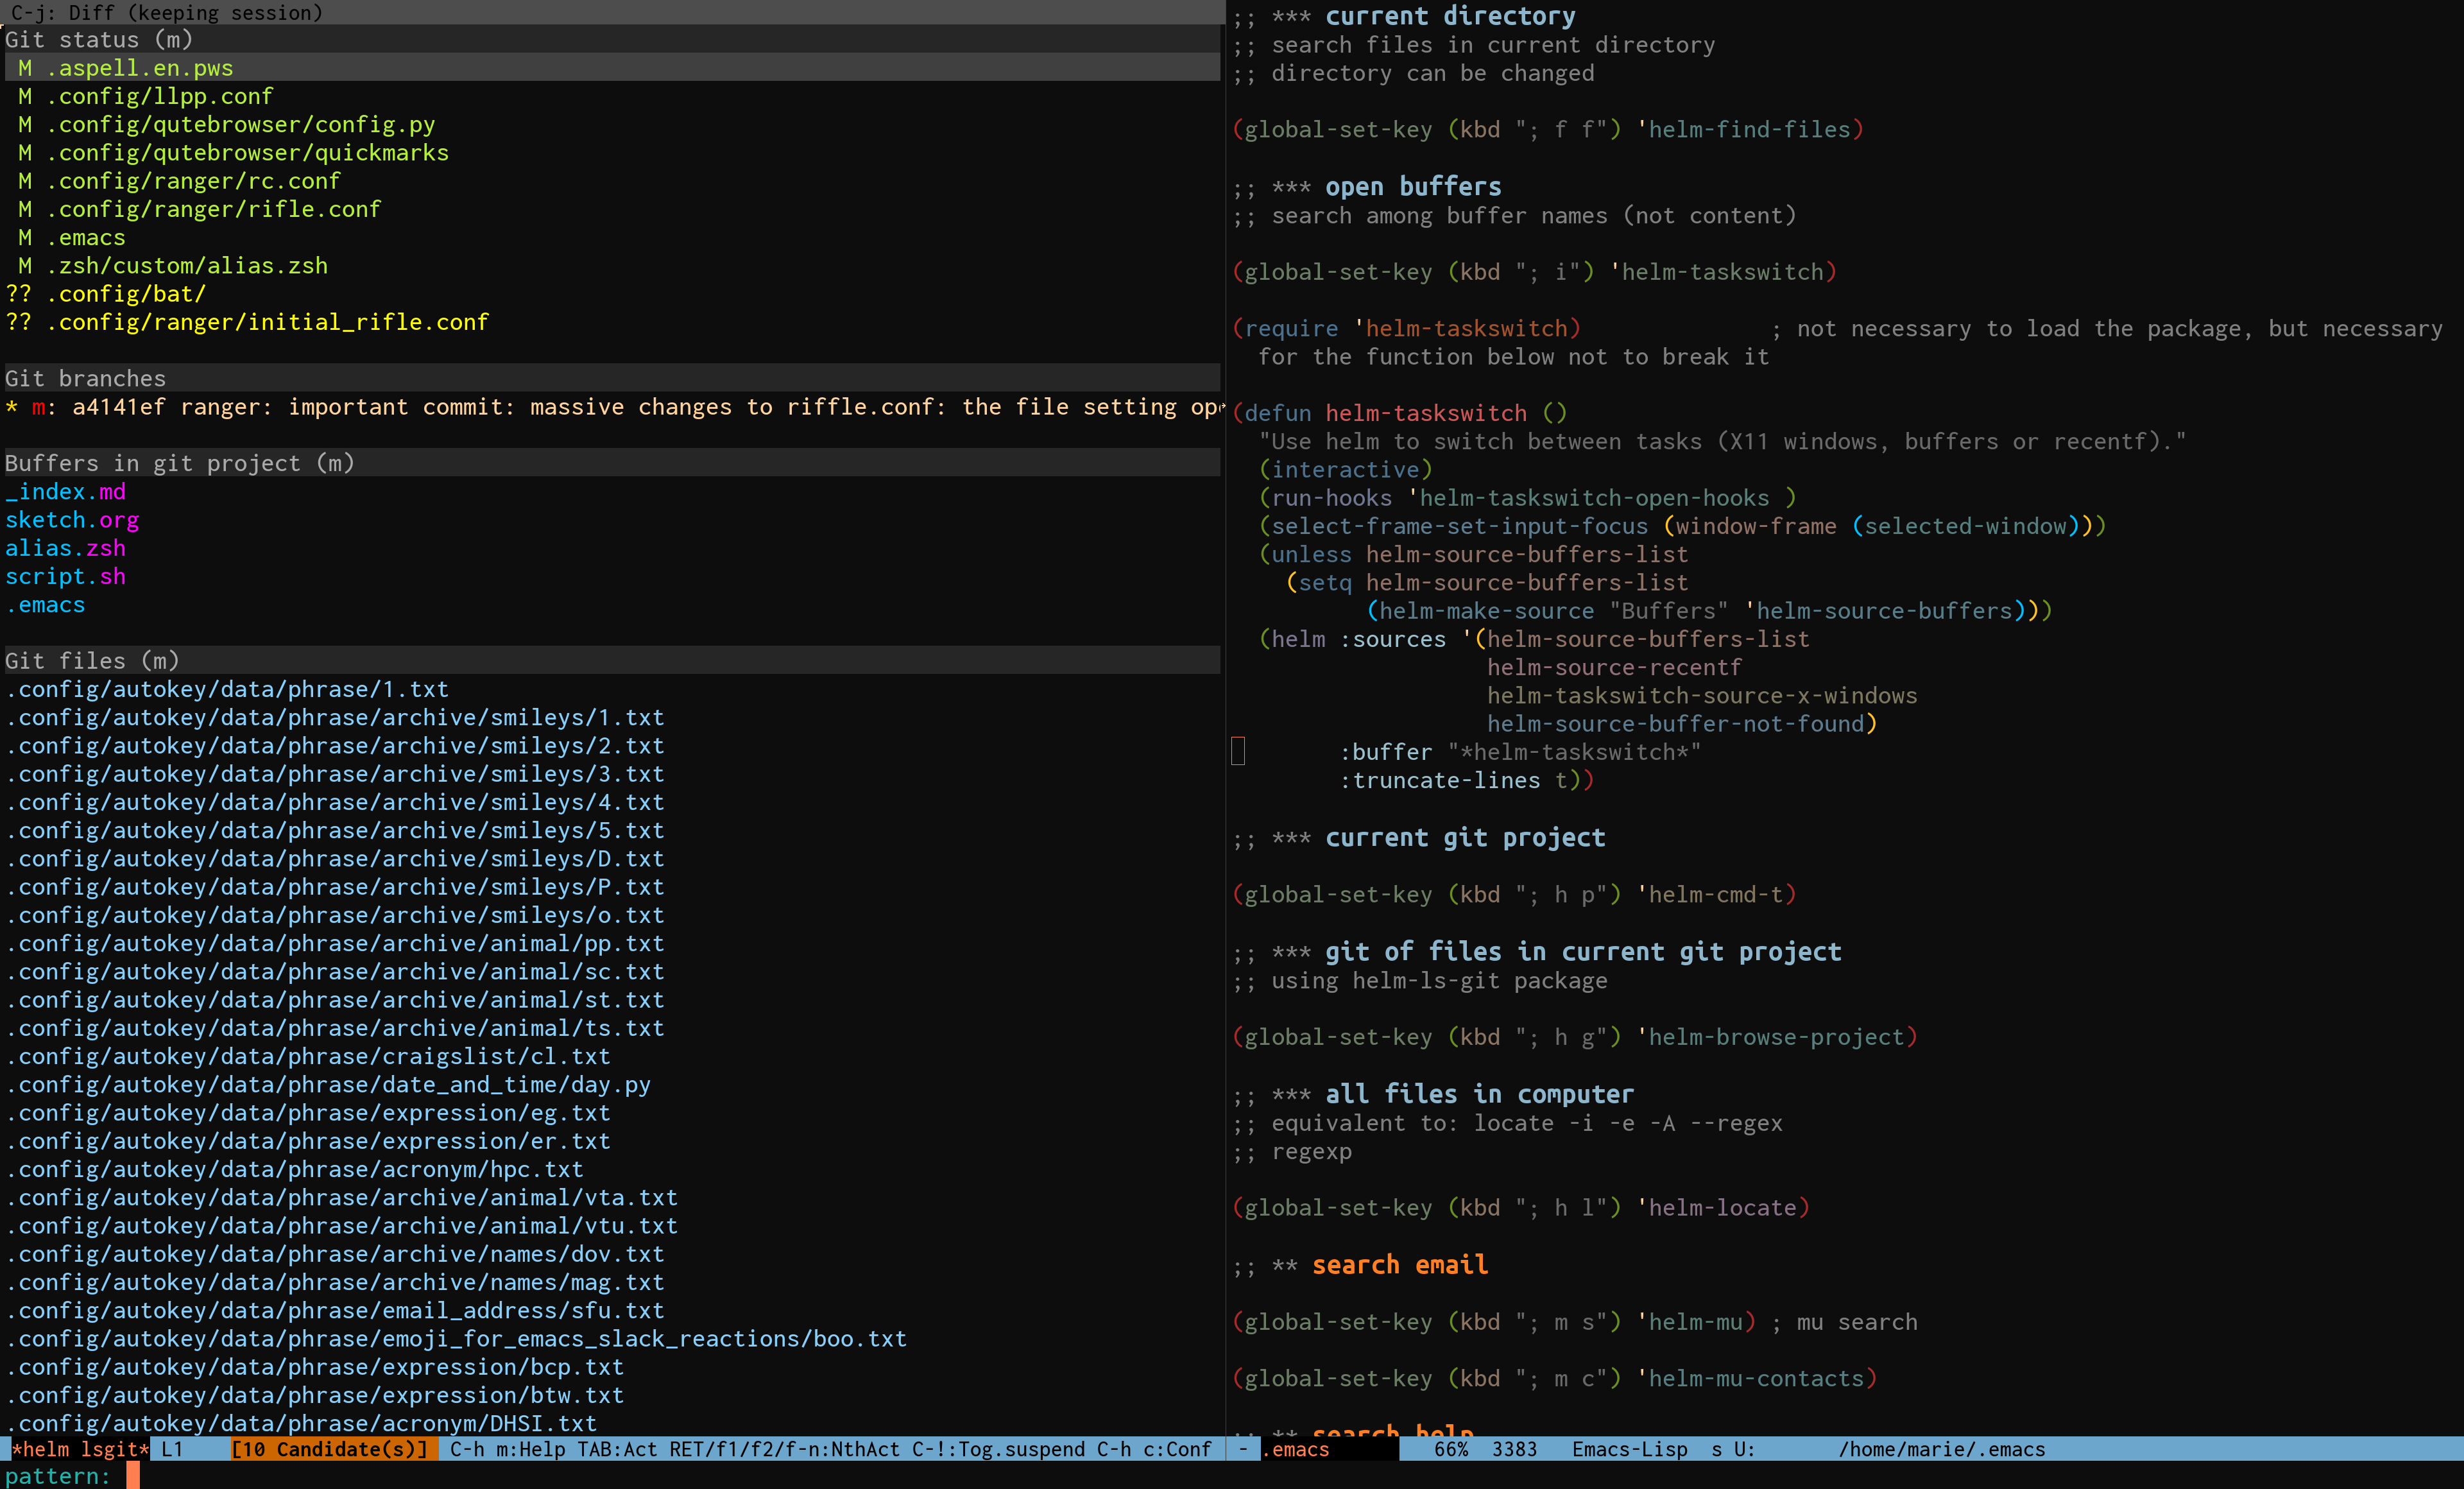 C-j: Diff (keeping session)
Git status (m)
 M .aspell.en.pws
 M .config/llpp.conf
 M .config/qutebrowser/config.py
 M .config/qutebrowser/quickmarks
 M .config/ranger/rc.conf
 M .config/ranger/rifle.conf
 M .emacs
 M .zsh/custom/alias.zsh
?? .config/bat/
?? .config/ranger/initial_rifle.conf
Git branches
* m: a4141ef ranger: important commit: massive changes to riffle.conf: the file setting op
Buffers in git project (m)
_index.md
sketch.org
alias.zsh
script.sh
.emacs
Git files (m)
.config/autokey/data/phrase/1.txt
.config/autokey/data/phrase/archive/smileys/1.txt
.config/autokey/data/phrase/archive/smileys/2.txt
.config/autokey/data/phrase/archive/smileys/3.txt
.config/autokey/data/phrase/archive/smileys/4.txt
.config/autokey/data/phrase/archive/smileys/5.txt
.config/autokey/data/phrase/archive/smileys/D.txt
.config/autokey/data/phrase/archive/smileys/P.txt
.config/autokey/data/phrase/archive/smileys/o.txt
.config/autokey/data/phrase/archive/animal/pp.txt
.config/autokey/data/phrase/archive/animal/sc.txt
.config/autokey/data/phrase/archive/animal/st.txt
.config/autokey/data/phrase/archive/animal/ts.txt
.config/autokey/data/phrase/craigslist/cl.txt
.config/autokey/data/phrase/date_and_time/day.py
.config/autokey/data/phrase/expression/eg.txt
.config/autokey/data/phrase/expression/er.txt
.config/autokey/data/phrase/acronym/hpc.txt
.config/autokey/data/phrase/archive/animal/vta.txt
.config/autokey/data/phrase/archive/animal/vtu.txt
.config/autokey/data/phrase/archive/names/dov.txt
.config/autokey/data/phrase/archive/names/mag.txt
.config/autokey/data/phrase/email_address/sfu.txt
.config/autokey/data/phrase/emoji_for_emacs_slack_reactions/boo.txt
.config/autokey/data/phrase/expression/bcp.txt
.config/autokey/data/phrase/expression/btw.txt
.config/autokey/data/phrase/acronym/DHSI.txt
*helm lsgit* L1 [10 Candidate(s)] C-h m:Help TAB:Act RET/f1/f2/f-n:NthAct C-!:Tog.suspend C-h c:Conf
pattern:
;; *** current directory
;; search files in current directory
;; directory can be changed
(global-set-key (kbd "; f f") 'helm-find-files)
;; *** open buffers
;; search among buffer names (not content)
(global-set-key (kbd "; i") 'helm-taskswitch)
(require 'helm-taskswitch) ; not necessary to load the package, but necessary
for the function below not to break it
(defun helm-taskswitch ()
"Use helm to switch between tasks (X11 windows, buffers or recentf)."
(interactive)
(run-hooks 'helm-taskswitch-open-hooks )
(select-frame-set-input-focus (window-frame (selected-window)))
(unless helm-source-buffers-list
(setq helm-source-buffers-list
(helm-make-source "Buffers" 'helm-source-buffers)))
(helm :sources '(helm-source-buffers-list
helm-source-recentf
helm-taskswitch-source-x-windows
helm-source-buffer-not-found)
:buffer "*helm-taskswitch*"
:truncate-lines t))
;; *** current git project
(global-set-key (kbd "; h p") 'helm-cmd-t)
;; *** git of files in current git project
;; using helm-ls-git package
(global-set-key (kbd "; h g") 'helm-browse-project)
;; *** all files in computer
;; equivalent to: locate -i -e -A --regex
;; regexp
(global-set-key (kbd "; h l") 'helm-locate)
;; ** search email
(global-set-key (kbd "; m s") 'helm-mu) ; mu search
(global-set-key (kbd "; m c") 'helm-mu-contacts)
;; ** search help
- .emacs 66% 3383 Emacs-Lisp s U: /home/marie/.emacs